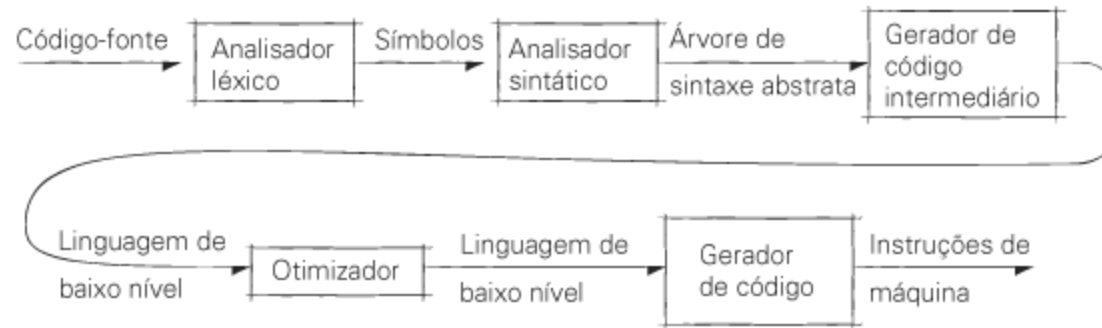 Código-fonte
Analisador
léxico
Símbolos
Analisador
sintático
Árvore de
sintaxe abstrata
Gerador de
código
intermediário
Linguagem de
baixo nível
Otimizador
Linguagem de
baixo nível
Gerador
de código
Instruções de
máquina